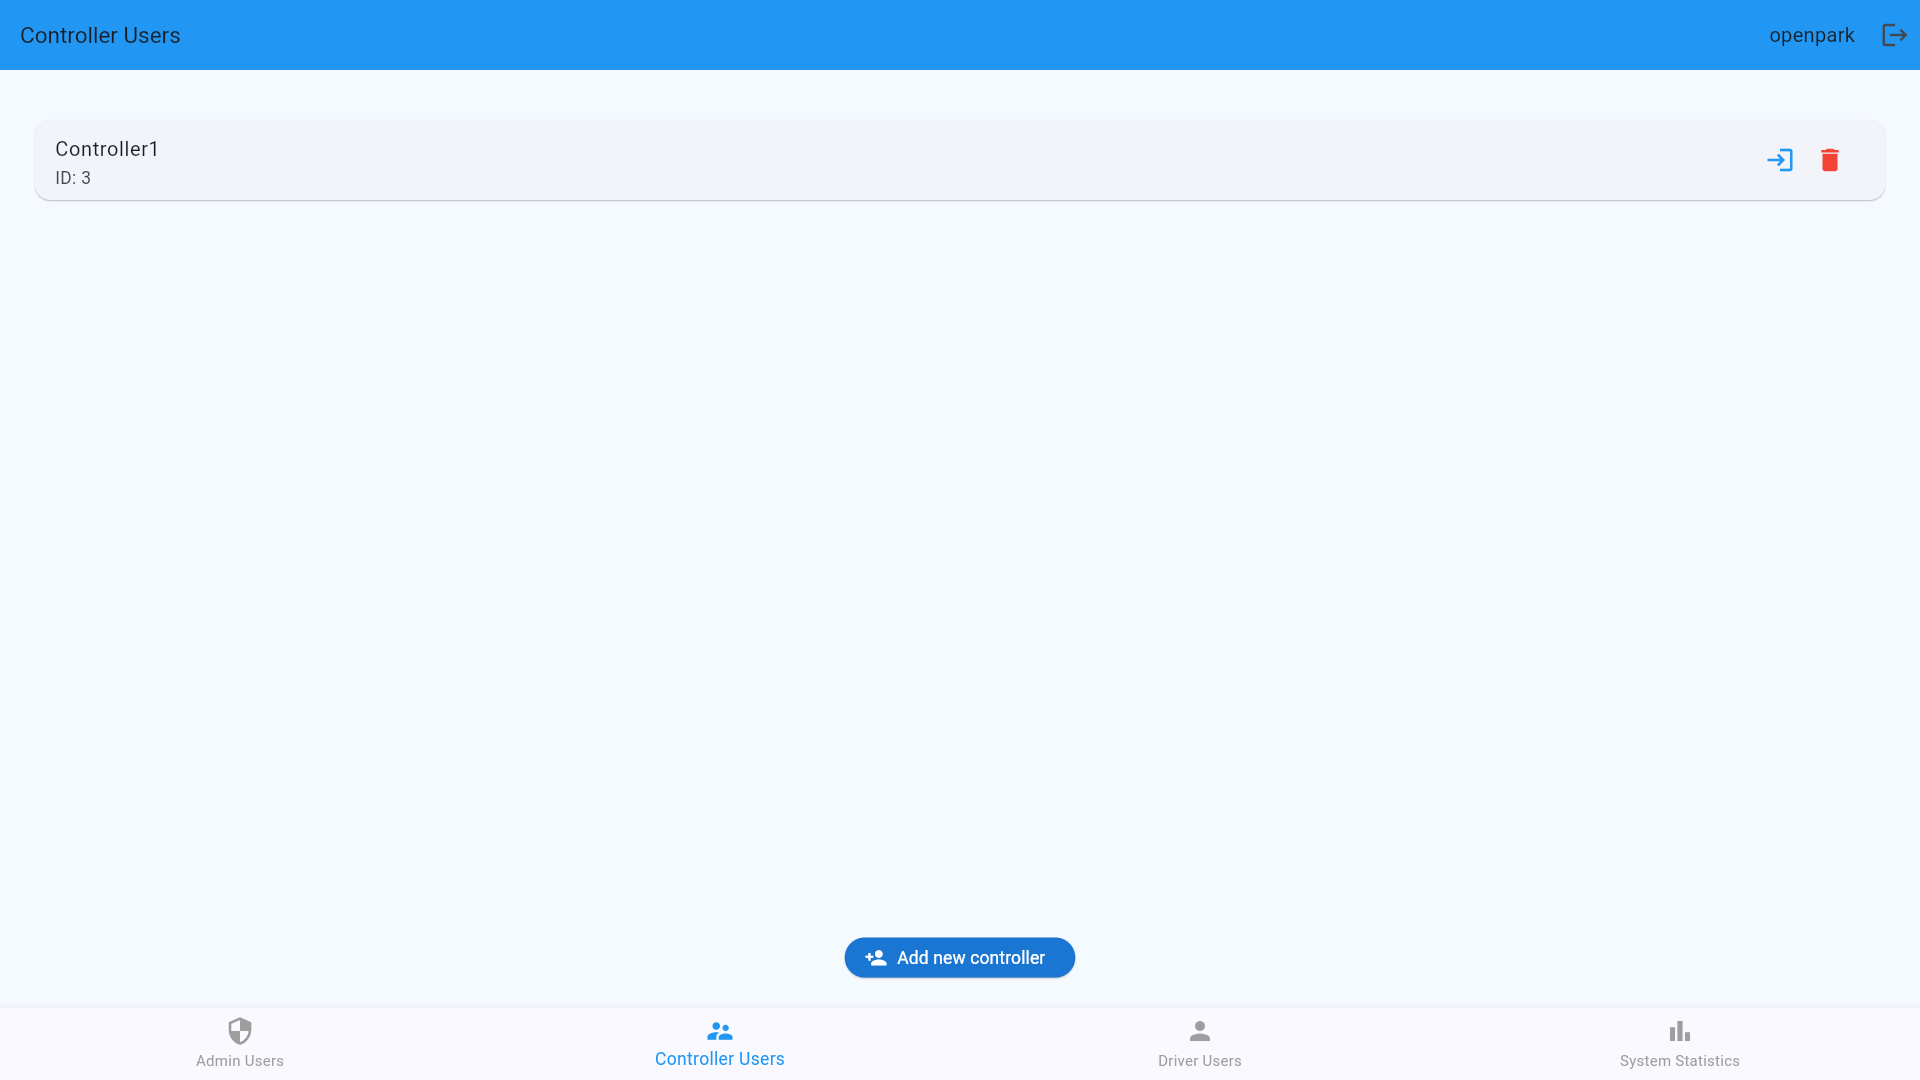 Controller Users
openpark
Controller1
ID: 3
Add new controller
Admin Users
Controller Users
Driver Users
System Statistics